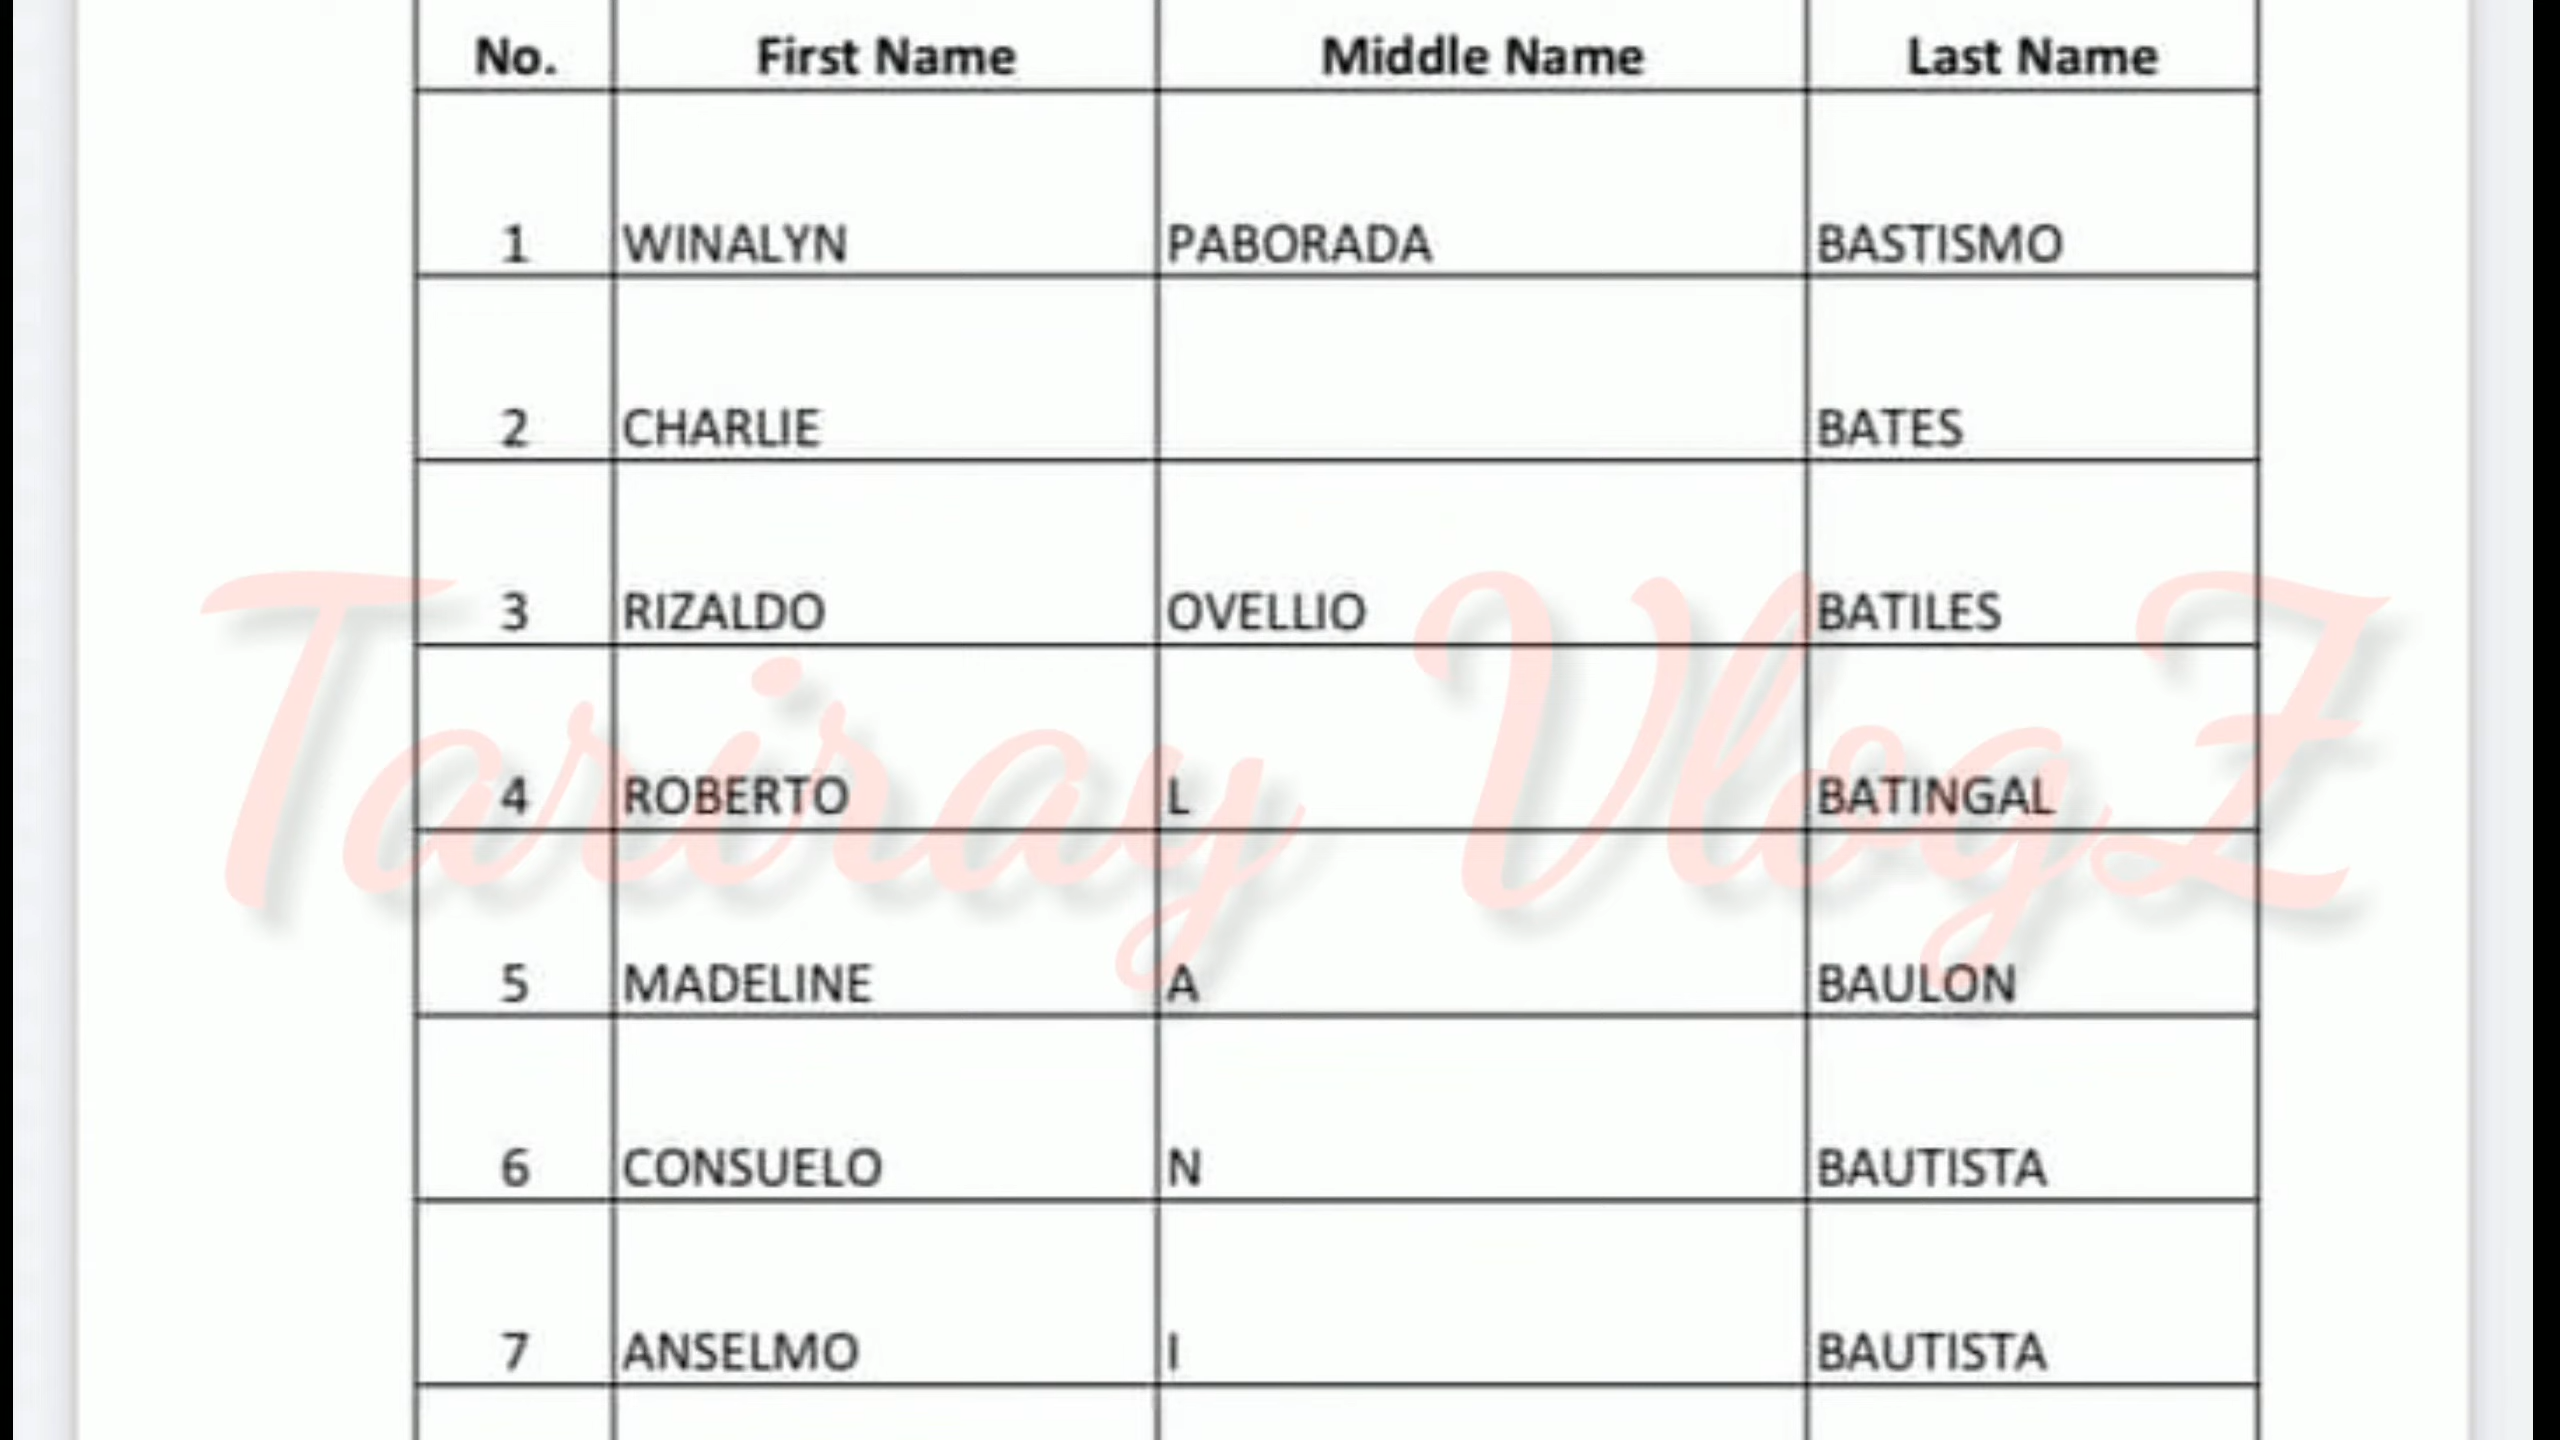 No. First Name Middle Name Last Name
1 WINALYN PABORADA BASTISMO
2 CHARLIE BATES
3 RIZALDO OVELLIO BATILES
Tariray VlogZ
4 ROBERTO L BATINGAL
5 MADELINE A BAULON
6 CONSUELO N BAUTISTA
7 ANSELMO I BAUTISTA